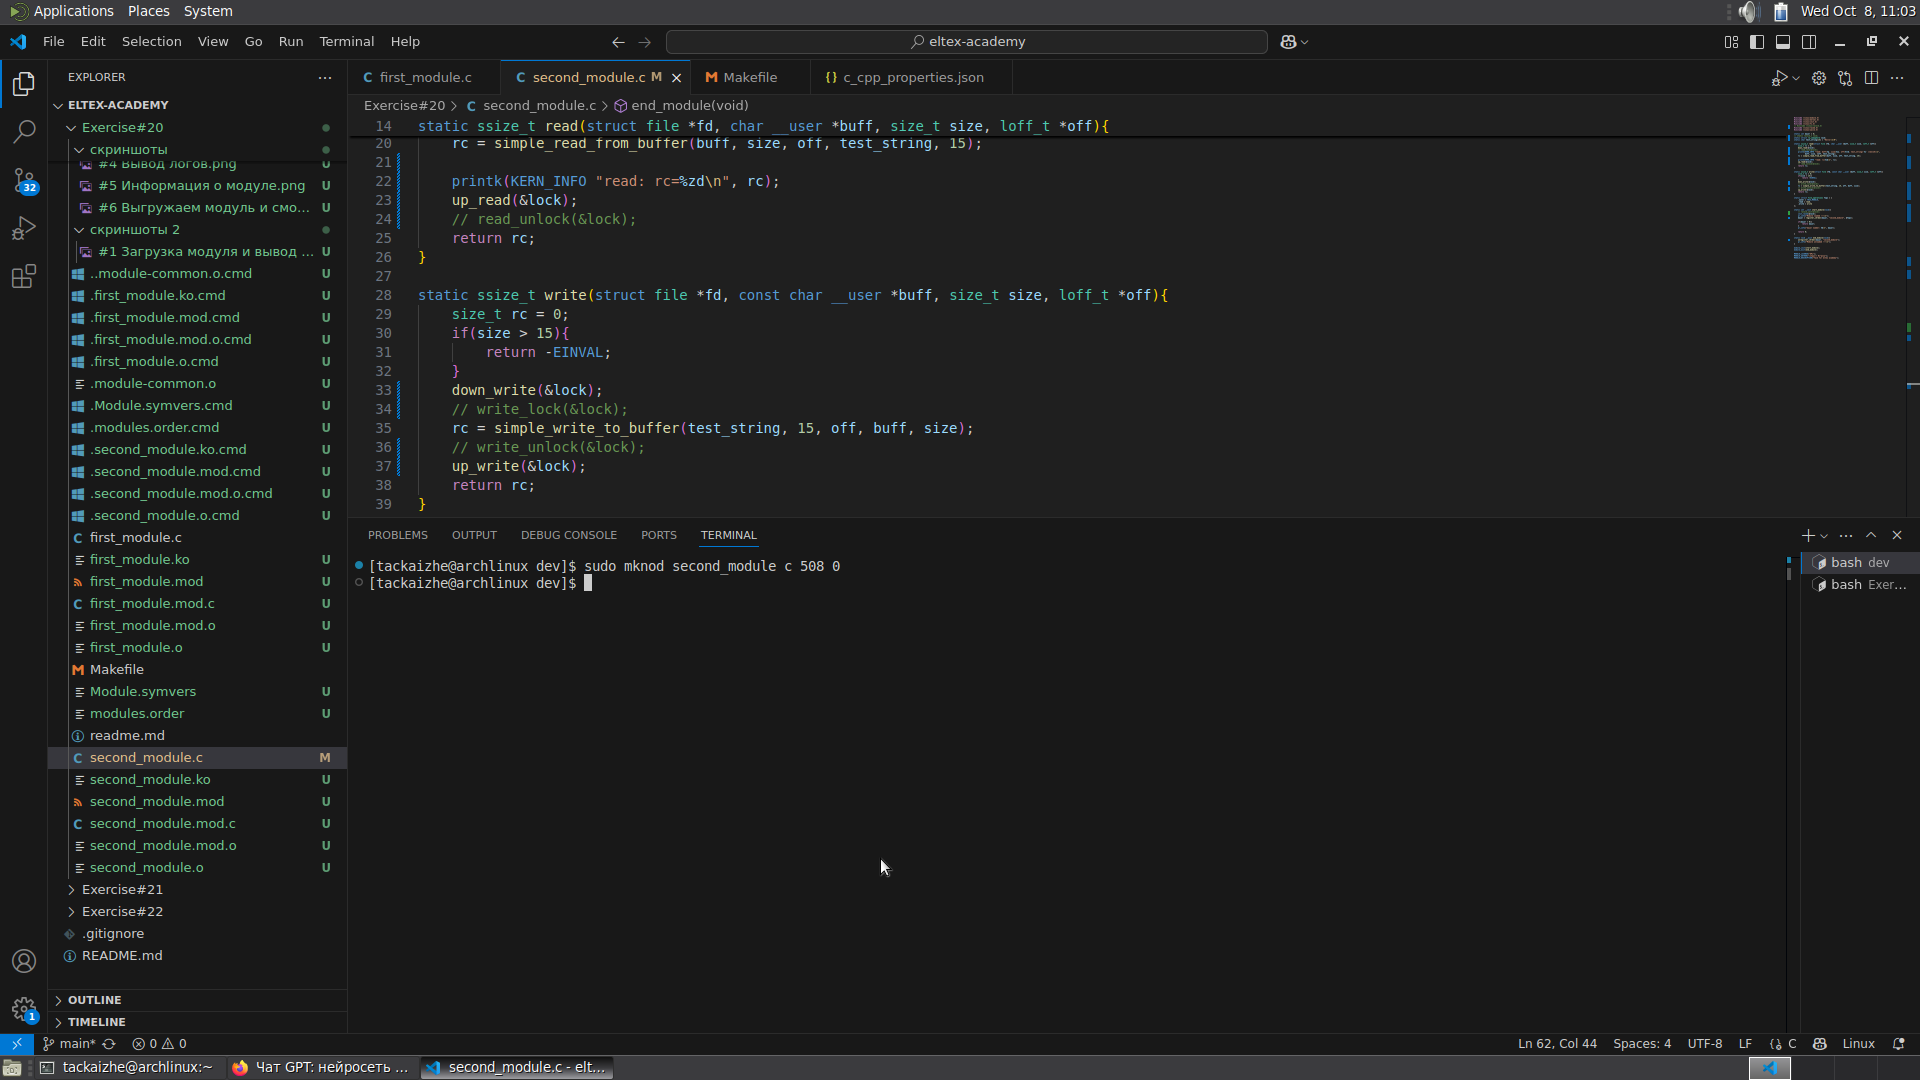 Applications Places System
Wed Oct 8, 11:03
File Edit Selection View Go Run Terminal Help
eltex-academy
EXPLORER
ELTEX-ACADEMY
Exercise#20
скриншоты
#4 Вывод логов.png U
#5 Информация о модуле.png U
#6 Выгружаем модуль и смо... U
скриншоты 2
#1 Загрузка модуля и вывод ... U
..module-common.o.cmd U
.first_module.ko.cmd U
.first_module.mod.cmd U
.first_module.mod.o.cmd U
.first_module.o.cmd U
.module-common.o U
.Module.symvers.cmd U
.modules.order.cmd U
.second_module.ko.cmd U
.second_module.mod.cmd U
.second_module.mod.o.cmd U
.second_module.o.cmd U
first_module.c
first_module.ko U
first_module.mod U
first_module.mod.c U
first_module.mod.o U
first_module.o U
Makefile
Module.symvers U
modules.order U
readme.md
second_module.c M
second_module.ko U
second_module.mod U
second_module.mod.c U
second_module.mod.o U
second_module.o U
Exercise#21
Exercise#22
.gitignore
README.md
OUTLINE
TIMELINE
32
1
first_module.c
second_module.c M
Makefile
c_cpp_properties.json
Exercise#20 > second_module.c > end_module(void)
14 static ssize_t read(struct file *fd, char __user *buff, size_t size, loff_t *off){
20 rc = simple_read_from_buffer(buff, size, off, test_string, 15);
21
22 printk(KERN_INFO "read: rc=%zd\n", rc);
23 up_read(&lock);
24 // read_unlock(&lock);
25 return rc;
26 }
27
28 static ssize_t write(struct file *fd, const char __user *buff, size_t size, loff_t *off){
29 size_t rc = 0;
30 if(size > 15){
31 return -EINVAL;
32 }
33 down_write(&lock);
34 // write_lock(&lock);
35 rc = simple_write_to_buffer(test_string, 15, off, buff, size);
36 // write_unlock(&lock);
37 up_write(&lock);
38 return rc;
39 }
PROBLEMS OUTPUT DEBUG CONSOLE PORTS TERMINAL
[tackaizhe@archlinux dev]$ sudo mknod second_module c 508 0
[tackaizhe@archlinux dev]$
bash dev
bash Exer...
main* 0 0
Ln 62, Col 44 Spaces: 4 UTF-8 LF C Linux
tackaizhe@archlinux:~
Чат GPT: нейросеть ...
second_module.c - elt...